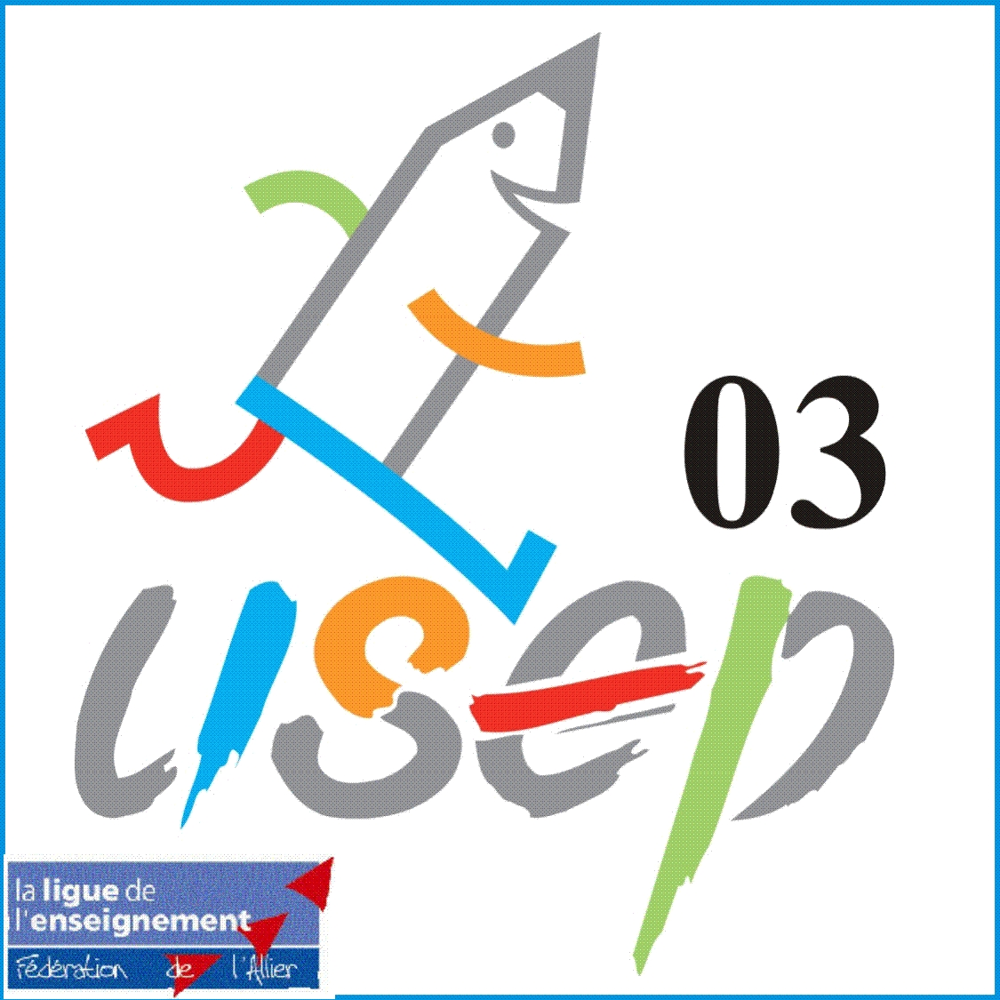 03
usep
la ligue de
l'enseignement
Fédération de l'Allier